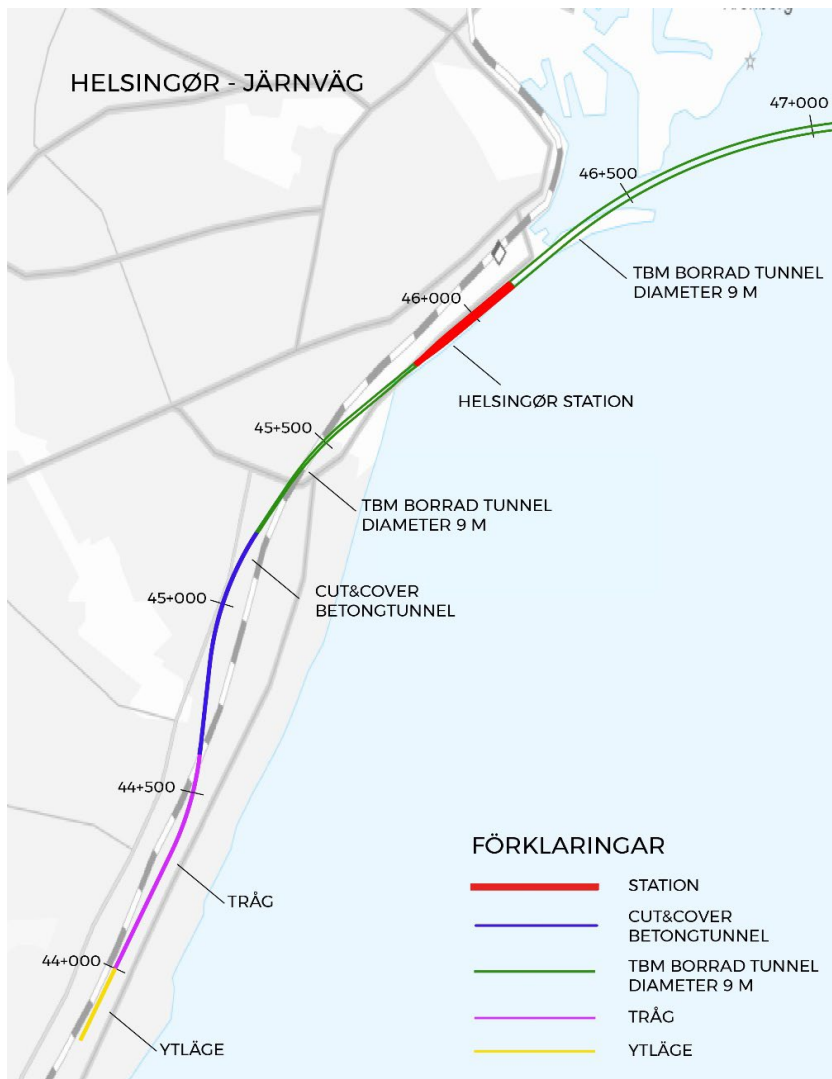 HELSINGØR - JÄRNVÄG
47+000
46+500
TBM BORRAD TUNNEL
DIAMETER 9 M
46+000
HELSINGØR STATION
45+500
TBM BORRAD TUNNEL
DIAMETER 9 M
CUT&COVER
BETONGTUNNEL
45+000
44+500
TRÅG
44+000
YTLÄGE
FÖRKLARINGAR
STATION
CUT&COVER
BETONGTUNNEL
TBM BORRAD TUNNEL
DIAMETER 9 M
TRÅG
YTLÄGE